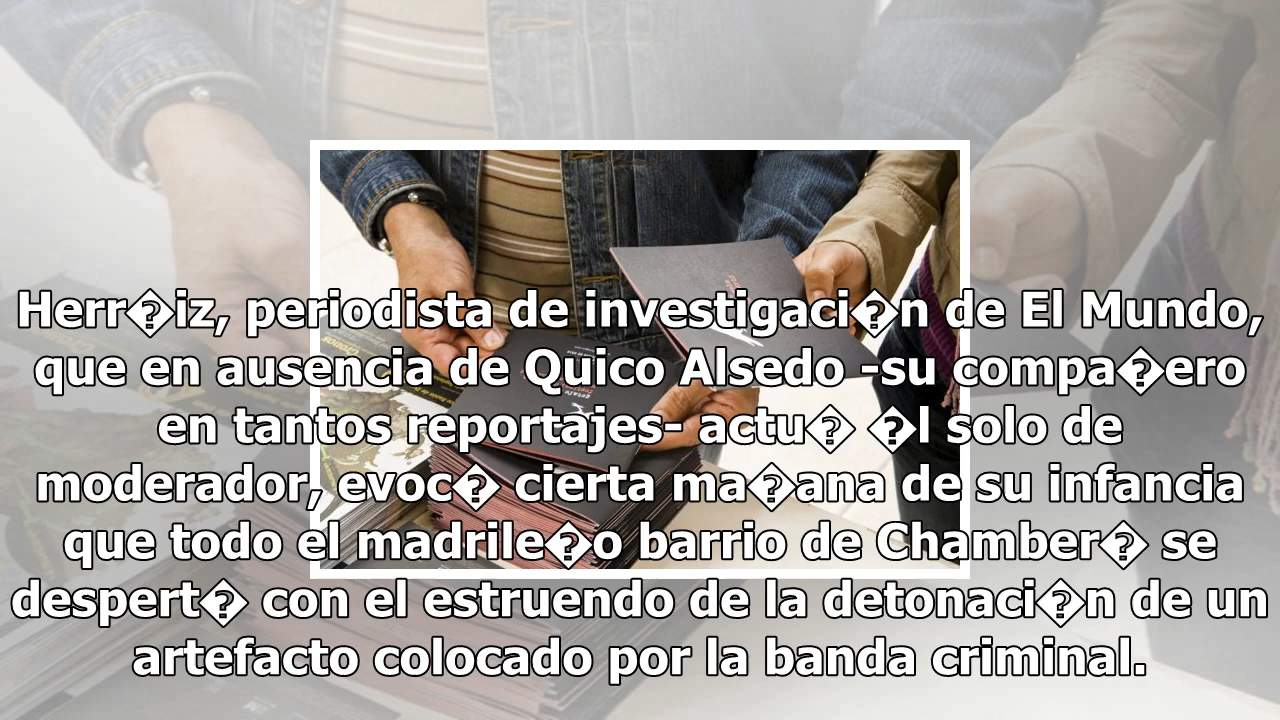 Herr�iz, periodista de investigaci�n de El Mundo,
que en ausencia de Quico Alsedo -su compa�ero
en tantos reportajes- actu� �l solo de
moderador, evoc� cierta ma�ana de su infancia
que todo el madrile�o barrio de Chamber� se
despert� con el estruendo de la detonaci�n de un
artefacto colocado por la banda criminal.